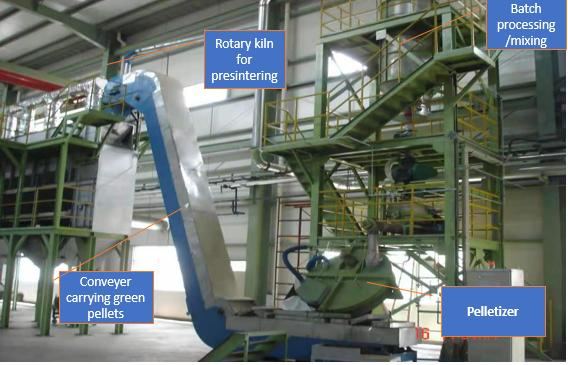 Batch
processing
/mixing
Rotary kiln
for
presintering
Conveyer
carrying green
pellets
Pelletizer